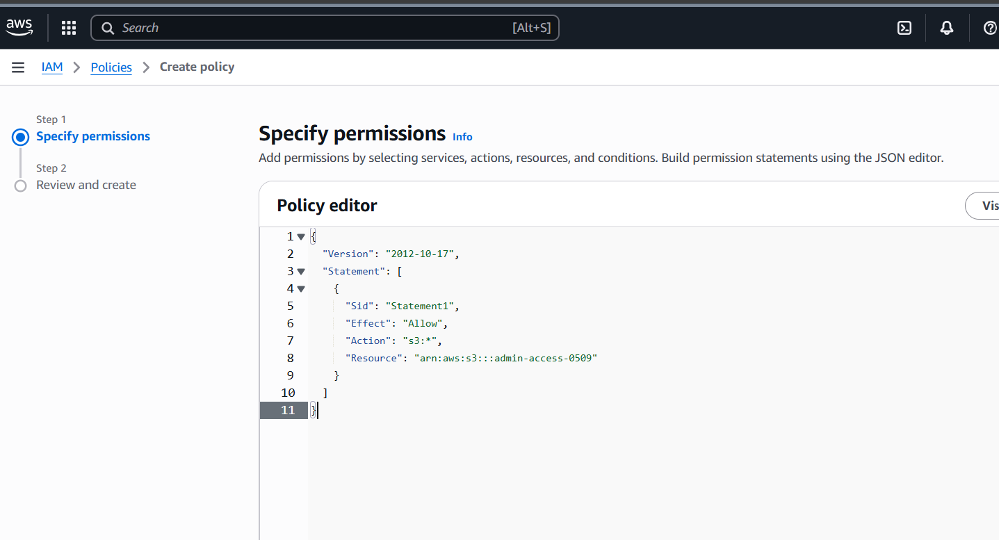 aws
Search [Alt+S]
IAM > Policies > Create policy
Step 1
Specify permissions
Step 2
Review and create
Specify permissions Info
Add permissions by selecting services, actions, resources, and conditions. Build permission statements using the JSON editor.
Policy editor
Vis
1 {
2 "Version": "2012-10-17",
3 "Statement": [
4 {
5 "Sid": "Statement1",
6 "Effect": "Allow",
7 "Action": "s3:*",
8 "Resource": "arn:aws:s3:::admin-access-0509"
9 }
10 ]
11 }